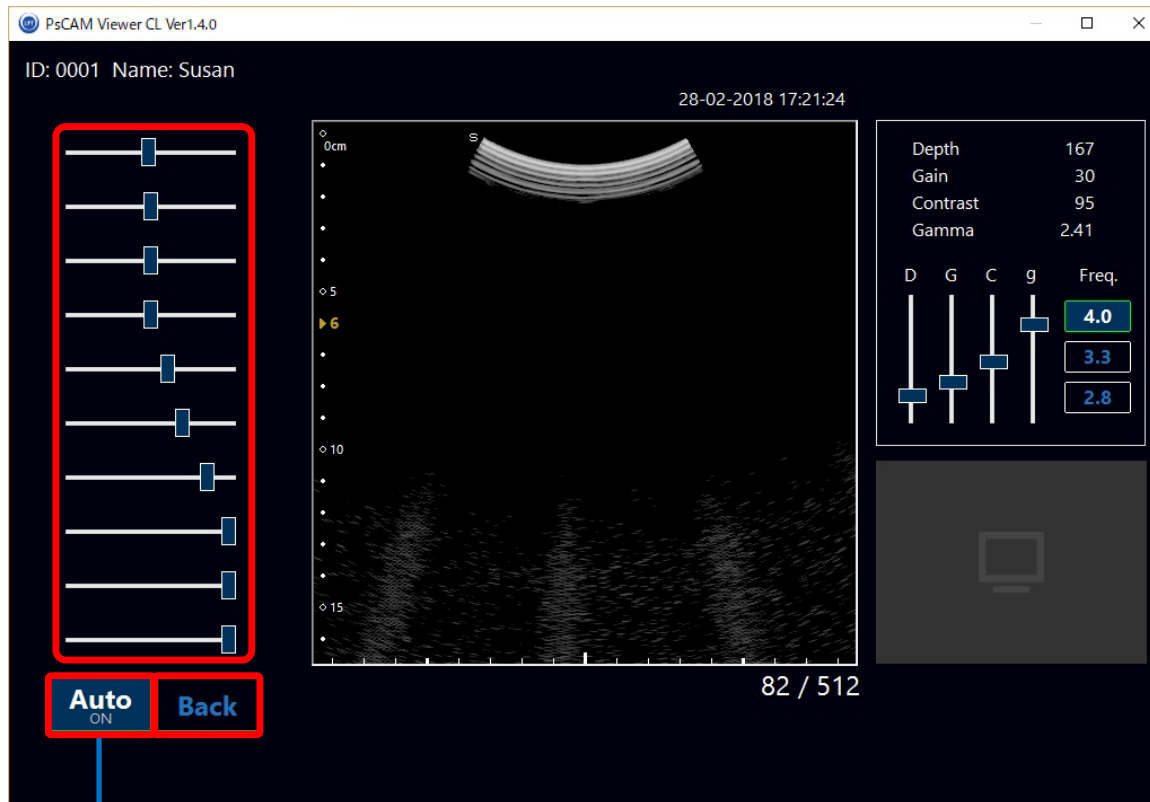 PsCAM Viewer CL Ver1.4.0
ID: 0001 Name: Susan
28-02-2018 17:21:24
0cm
S
5
6
10
15
82 / 512
Depth 167
Gain 30
Contrast 95
Gamma 2.41
D G C g Freq.
4.0
3.3
2.8
Auto
ON
Back